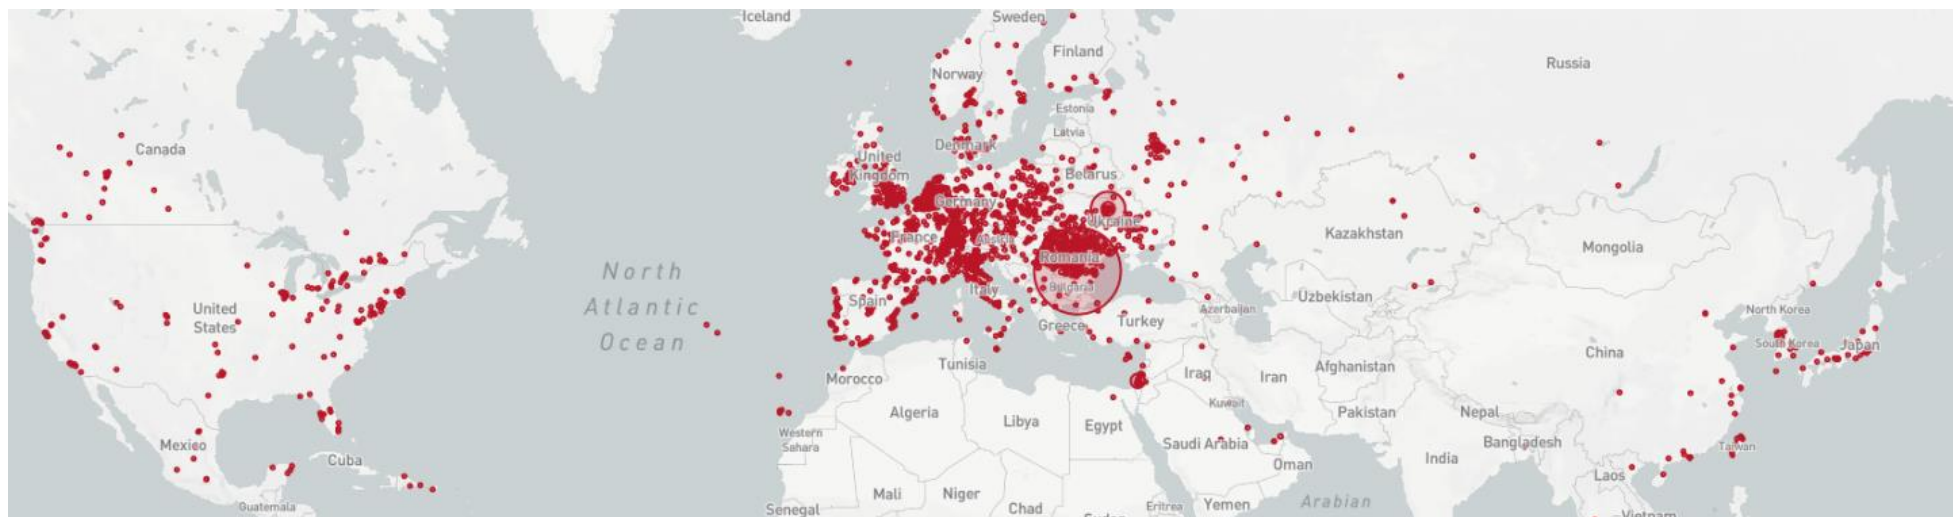 Iceland
Sweden
Finland
Russia
Norway
Estonia
Latvia
Denmark
Canada
United
Kingdom
Belarus
Germany
Ukraine
France
Austria
Kazakhstan
Mongolia
Romania
North
Atlantic
Ocean
Italy
Bulgaria
Spain
Uzbekistan
United
States
Azerbaijan
North Korea
Greece
Turkey
South Korea
Japan
China
Tunisia
Afghanistan
Morocco
Iraq
Iran
Kuwait
Pakistan
Nepal
Algeria
Libya
Egypt
Western
Sahara
Saudi Arabia
Bangladesh
Taiwan
Mexico
Cuba
India
Oman
Laos
Mali
Niger
Chad
Eritrea
Yemen
Arabian
Guatemala
Senegal
Sudan
Vietnam